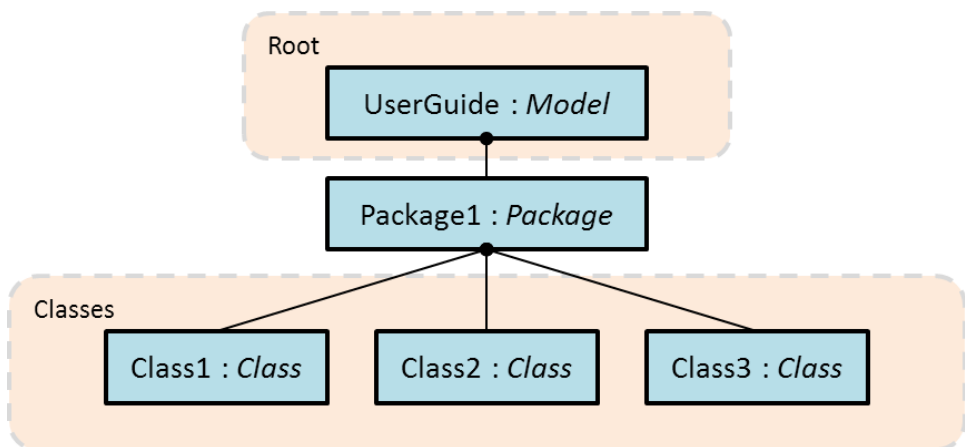 Root
UserGuide : Model
Package1 : Package
Classes
Class1 : Class
Class2 : Class
Class3 : Class